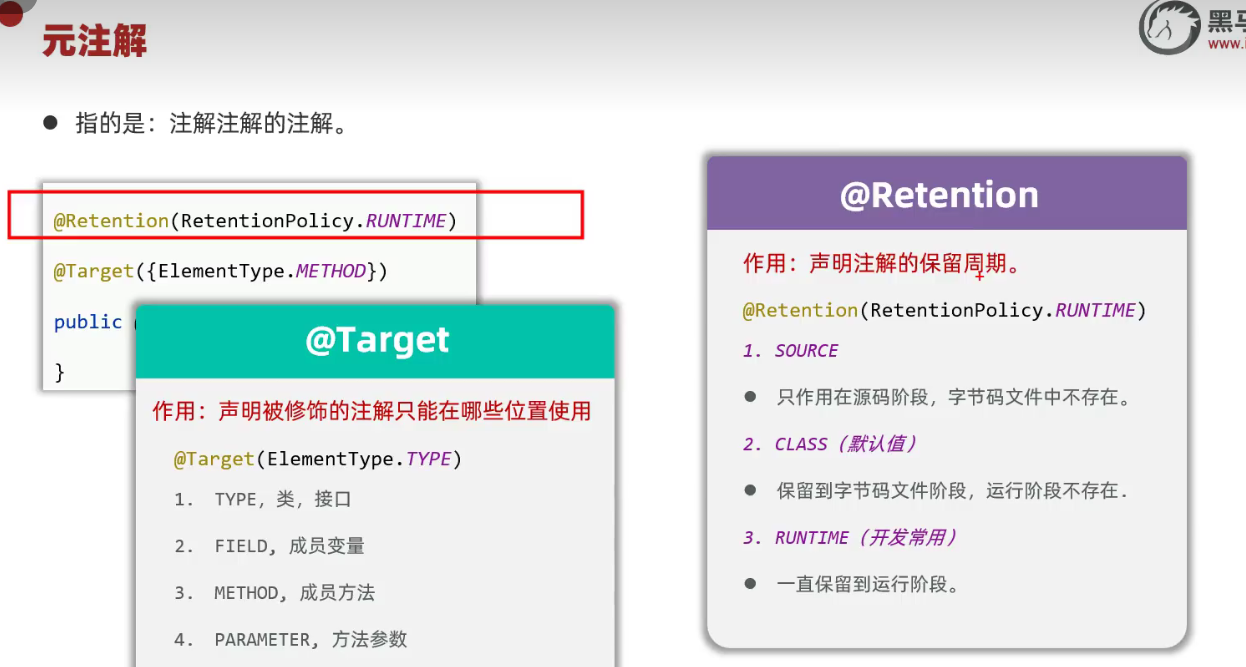 元注解
黑马
www.i
● 指的是：注解注解的注解。
@Retention(RetentionPolicy.RUNTIME)
@Target({ElementType.METHOD})
public
}
@Target
作用：声明被修饰的注解只能在哪些位置使用
@Target(ElementType.TYPE)
1. TYPE，类，接口
2. FIELD, 成员变量
3. METHOD, 成员方法
4. PARAMETER, 方法参数
@Retention
作用：声明注解的保留周期。
@Retention(RetentionPolicy.RUNTIME)
1. SOURCE
● 只作用在源码阶段，字节码文件中不存在。
2. CLASS（默认值）
● 保留到字节码文件阶段，运行阶段不存在.
3. RUNTIME（开发常用）
● 一直保留到运行阶段。